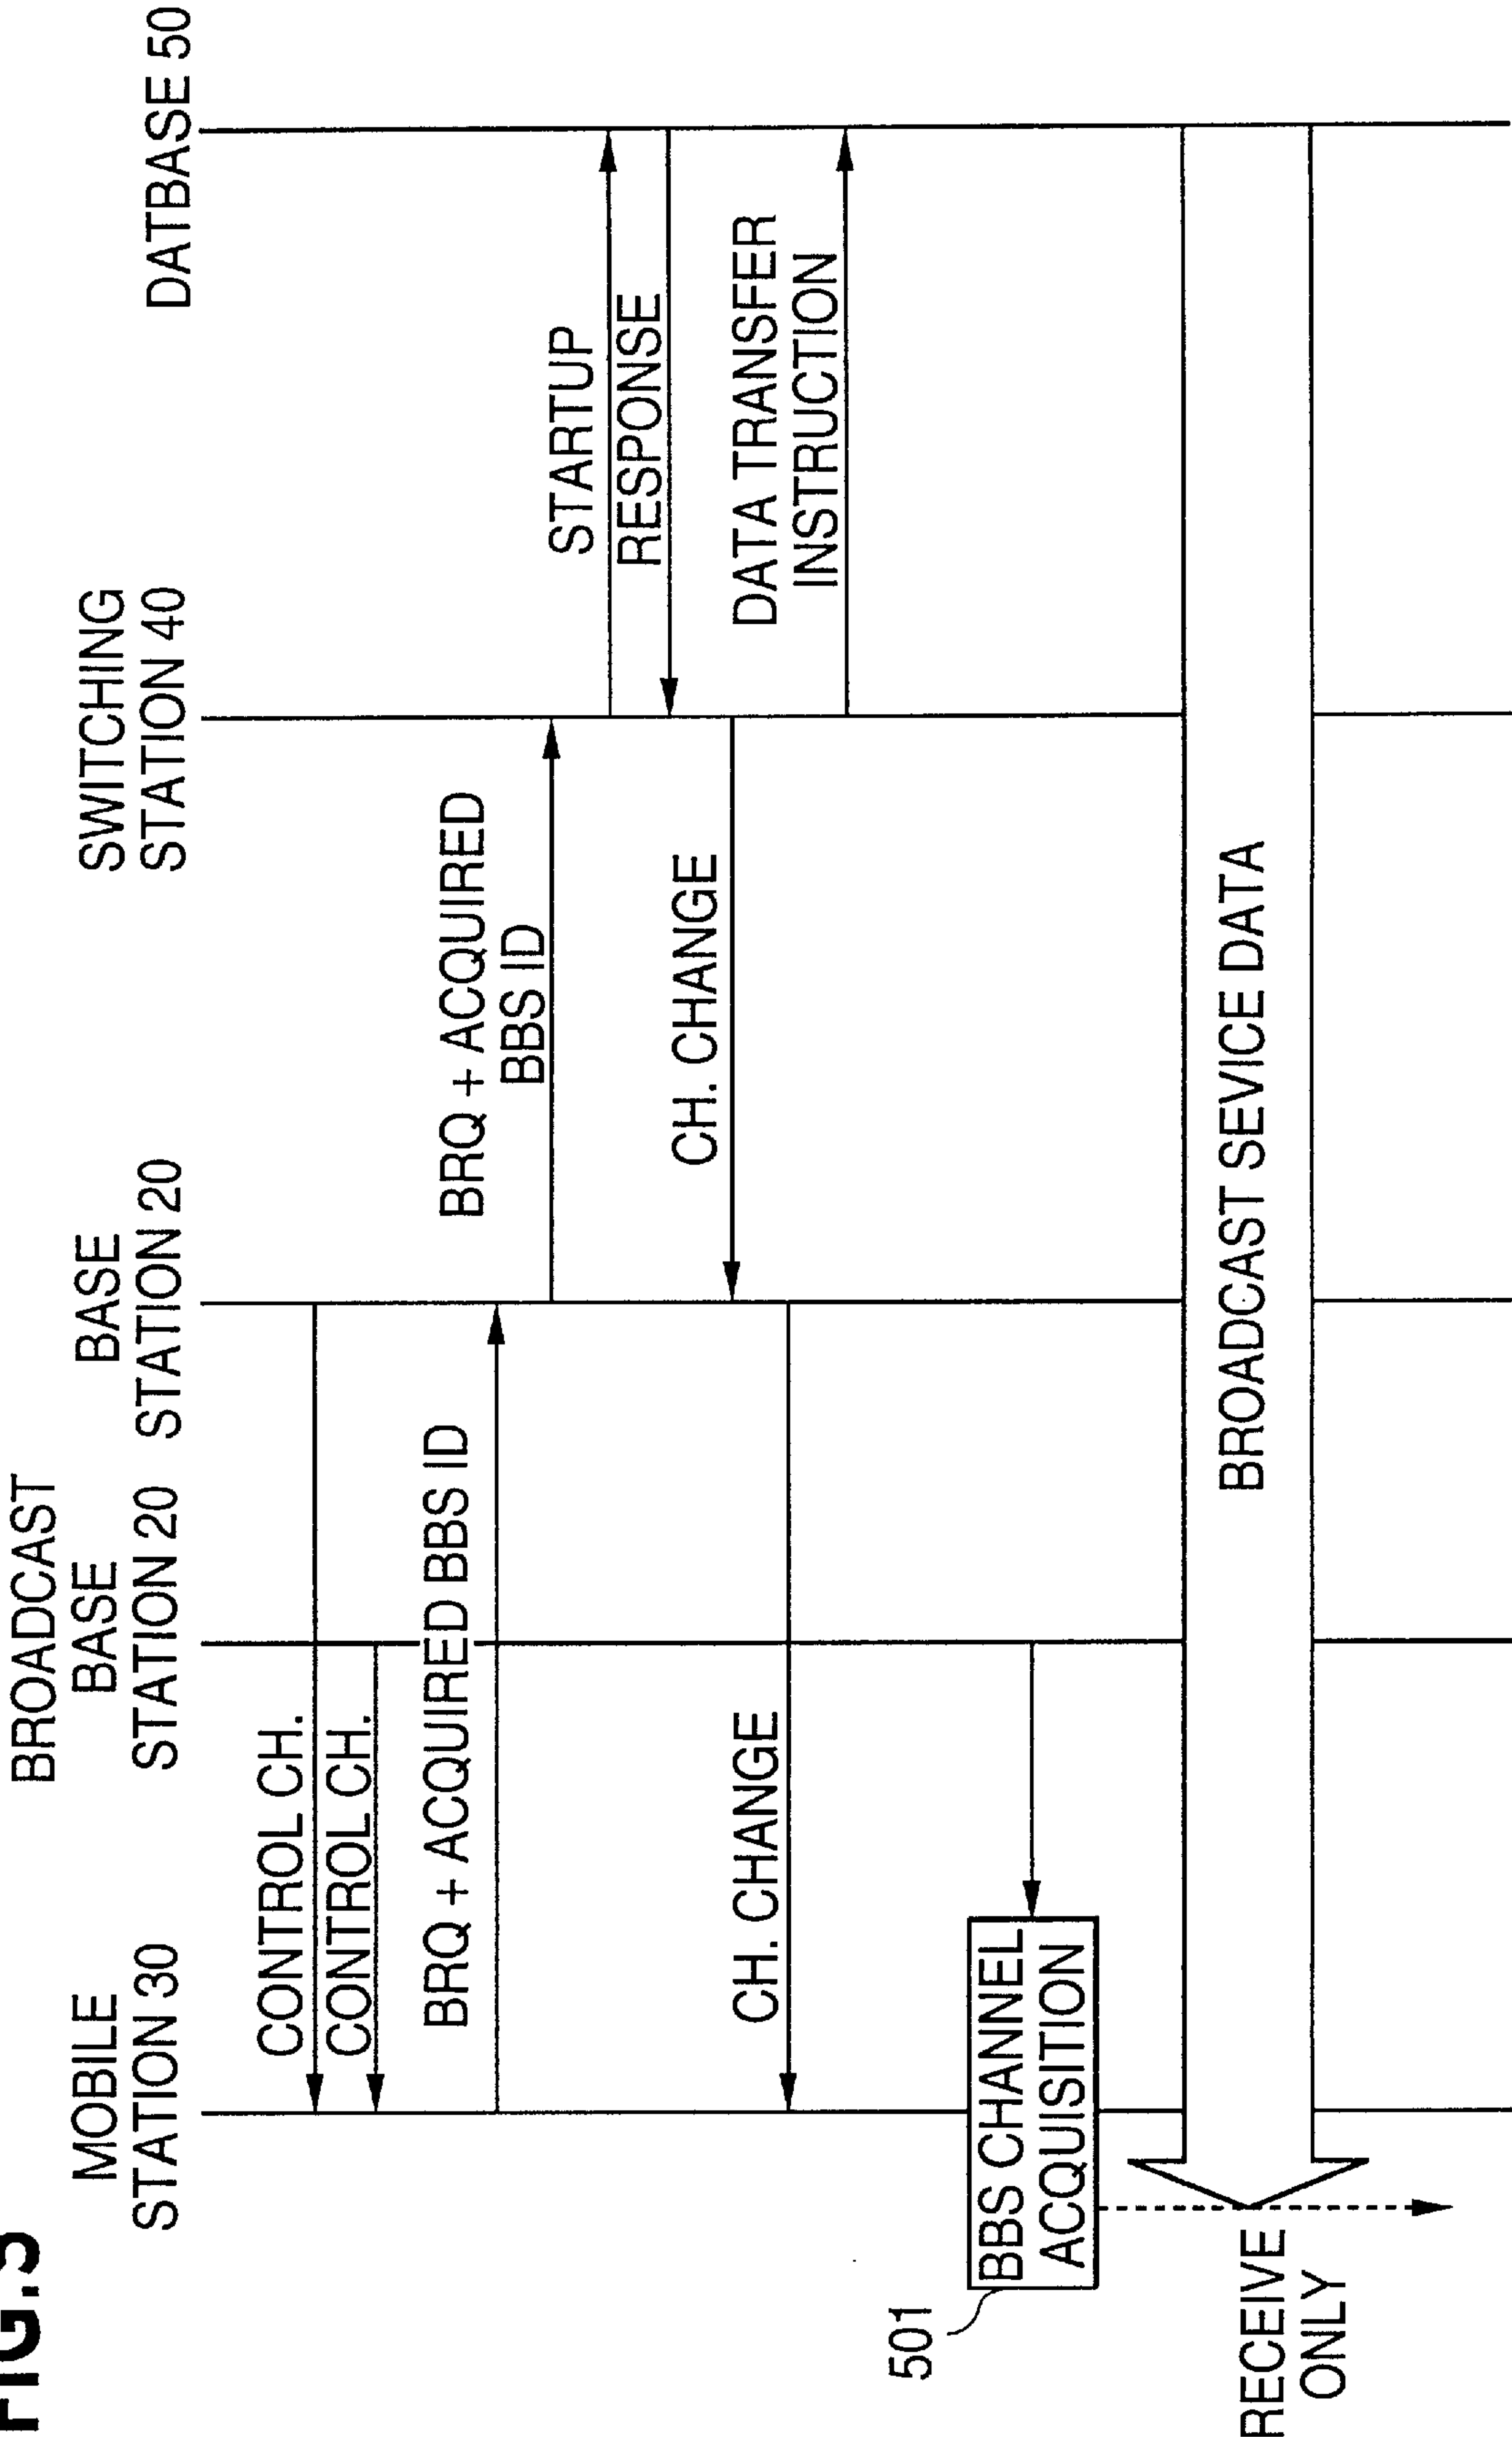 FIG.5
MOBILE
STATION 30
BROADCAST
BASE
STATION 20
BASE
STATION 20
SWITCHING
STATION 40
DATBASE 50
CONTROL CH.
CONTROL CH.
BRQ + ACQUIRED BBS ID
BRQ + ACQUIRED
BBS ID
STARTUP
RESPONSE
CH. CHANGE
CH. CHANGE
DATA TRANSFER
INSTRUCTION
501
BBS CHANNEL
ACQUISITION
BROADCAST SEVICE DATA
RECEIVE
ONLY